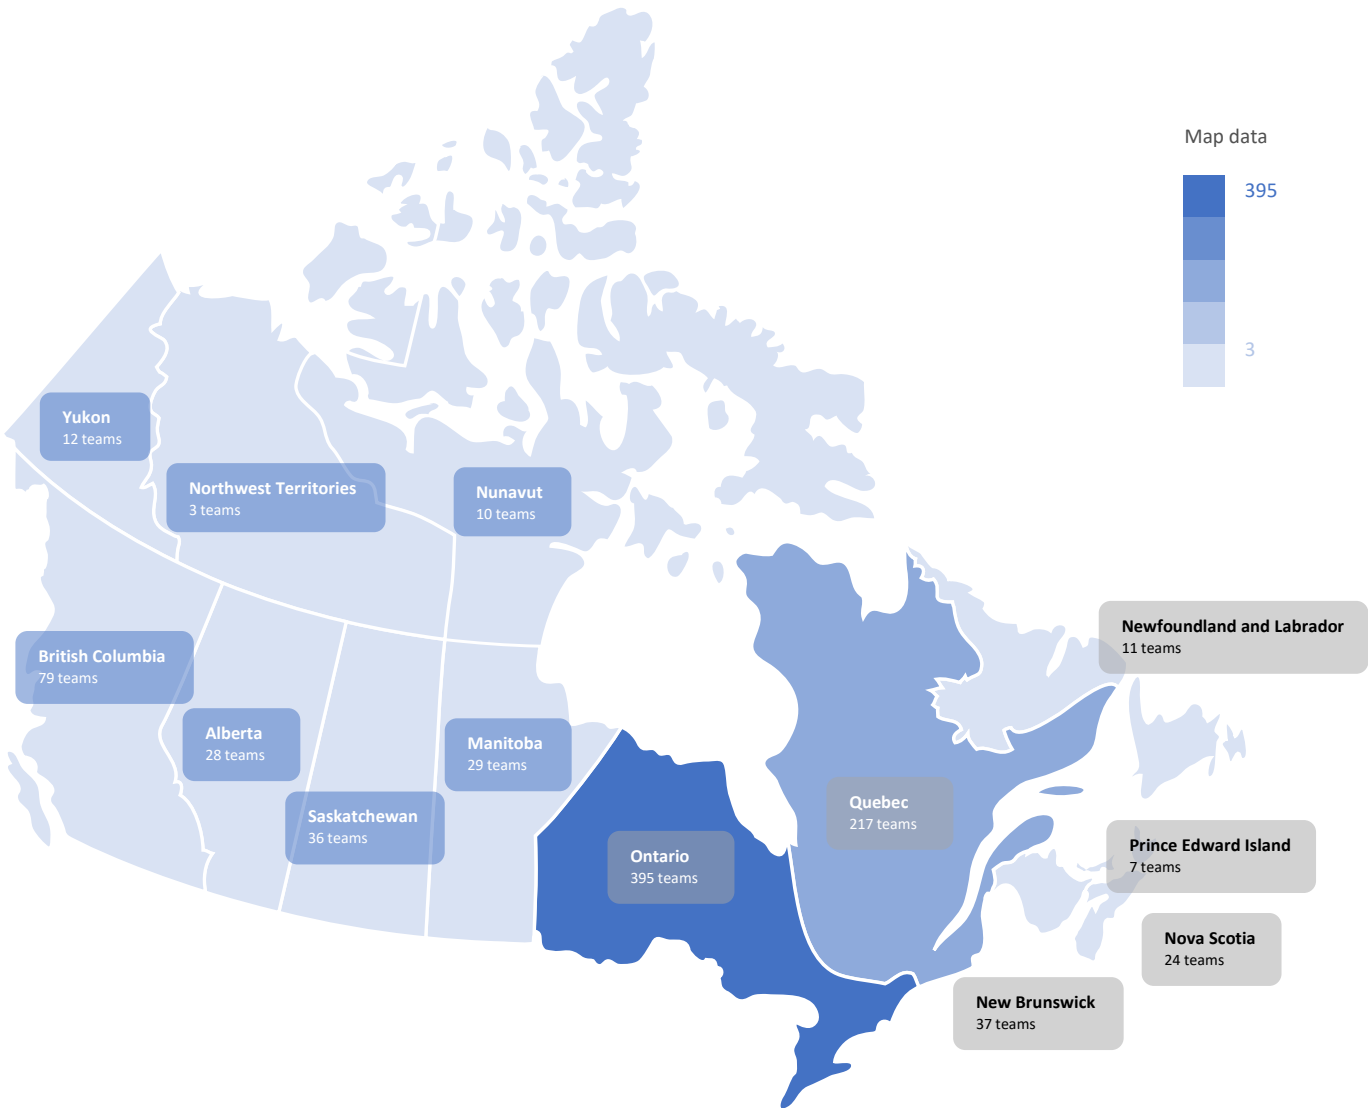 Map data
395
3
Yukon
12 teams
Northwest Territories
3 teams
Nunavut
10 teams
British Columbia
79 teams
Alberta
28 teams
Saskatchewan
36 teams
Manitoba
29 teams
Ontario
395 teams
Quebec
217 teams
Newfoundland and Labrador
11 teams
Prince Edward Island
7 teams
Nova Scotia
24 teams
New Brunswick
37 teams